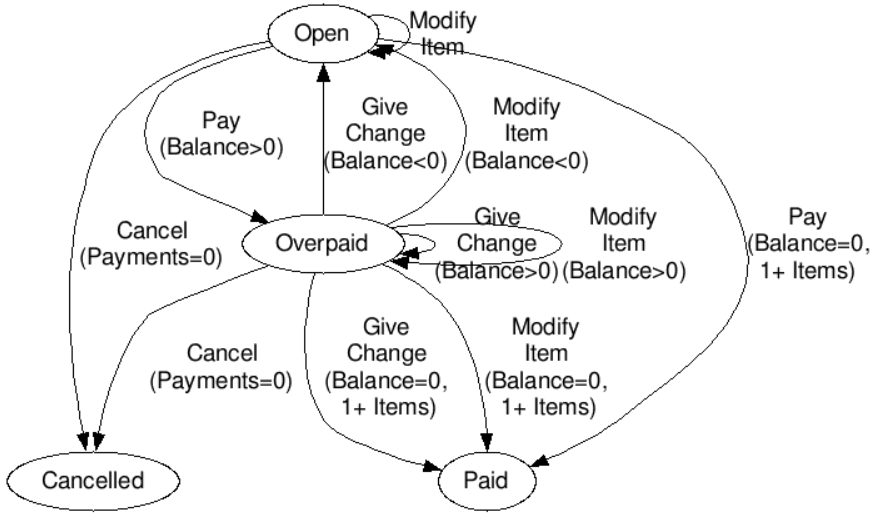 Open
Modify
Item
Pay
(Balance>0)
Give
Change
(Balance<0)
Modify
Item
(Balance<0)
Cancel
(Payments=0)
Overpaid
Give
Change
(Balance>0)
Modify
Item
(Balance>0)
Pay
(Balance=0,
1+ Items)
Cancel
(Payments=0)
Give
Change
(Balance=0,
1+ Items)
Modify
Item
(Balance=0,
1+ Items)
Cancelled
Paid